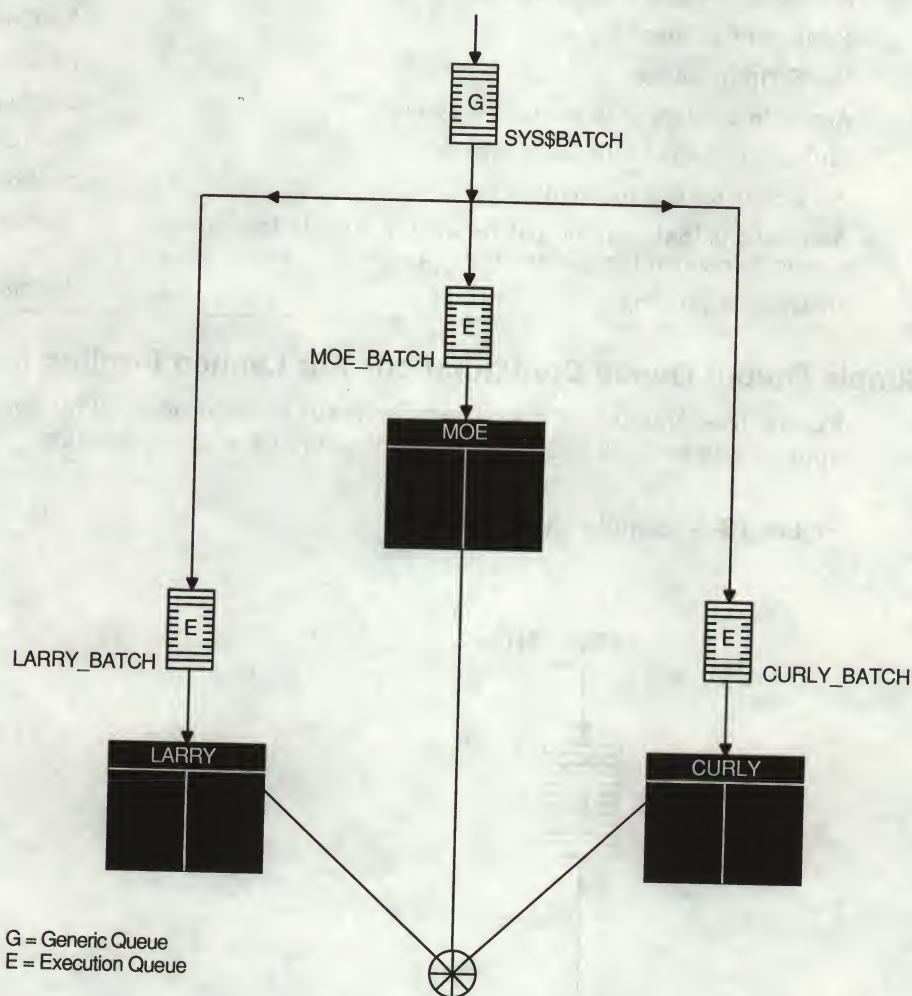 G
SYS$BATCH
E
MOE_BATCH
MOE
E
LARRY_BATCH
E
CURLY_BATCH
LARRY
CURLY
G = Generic Queue
E = Execution Queue